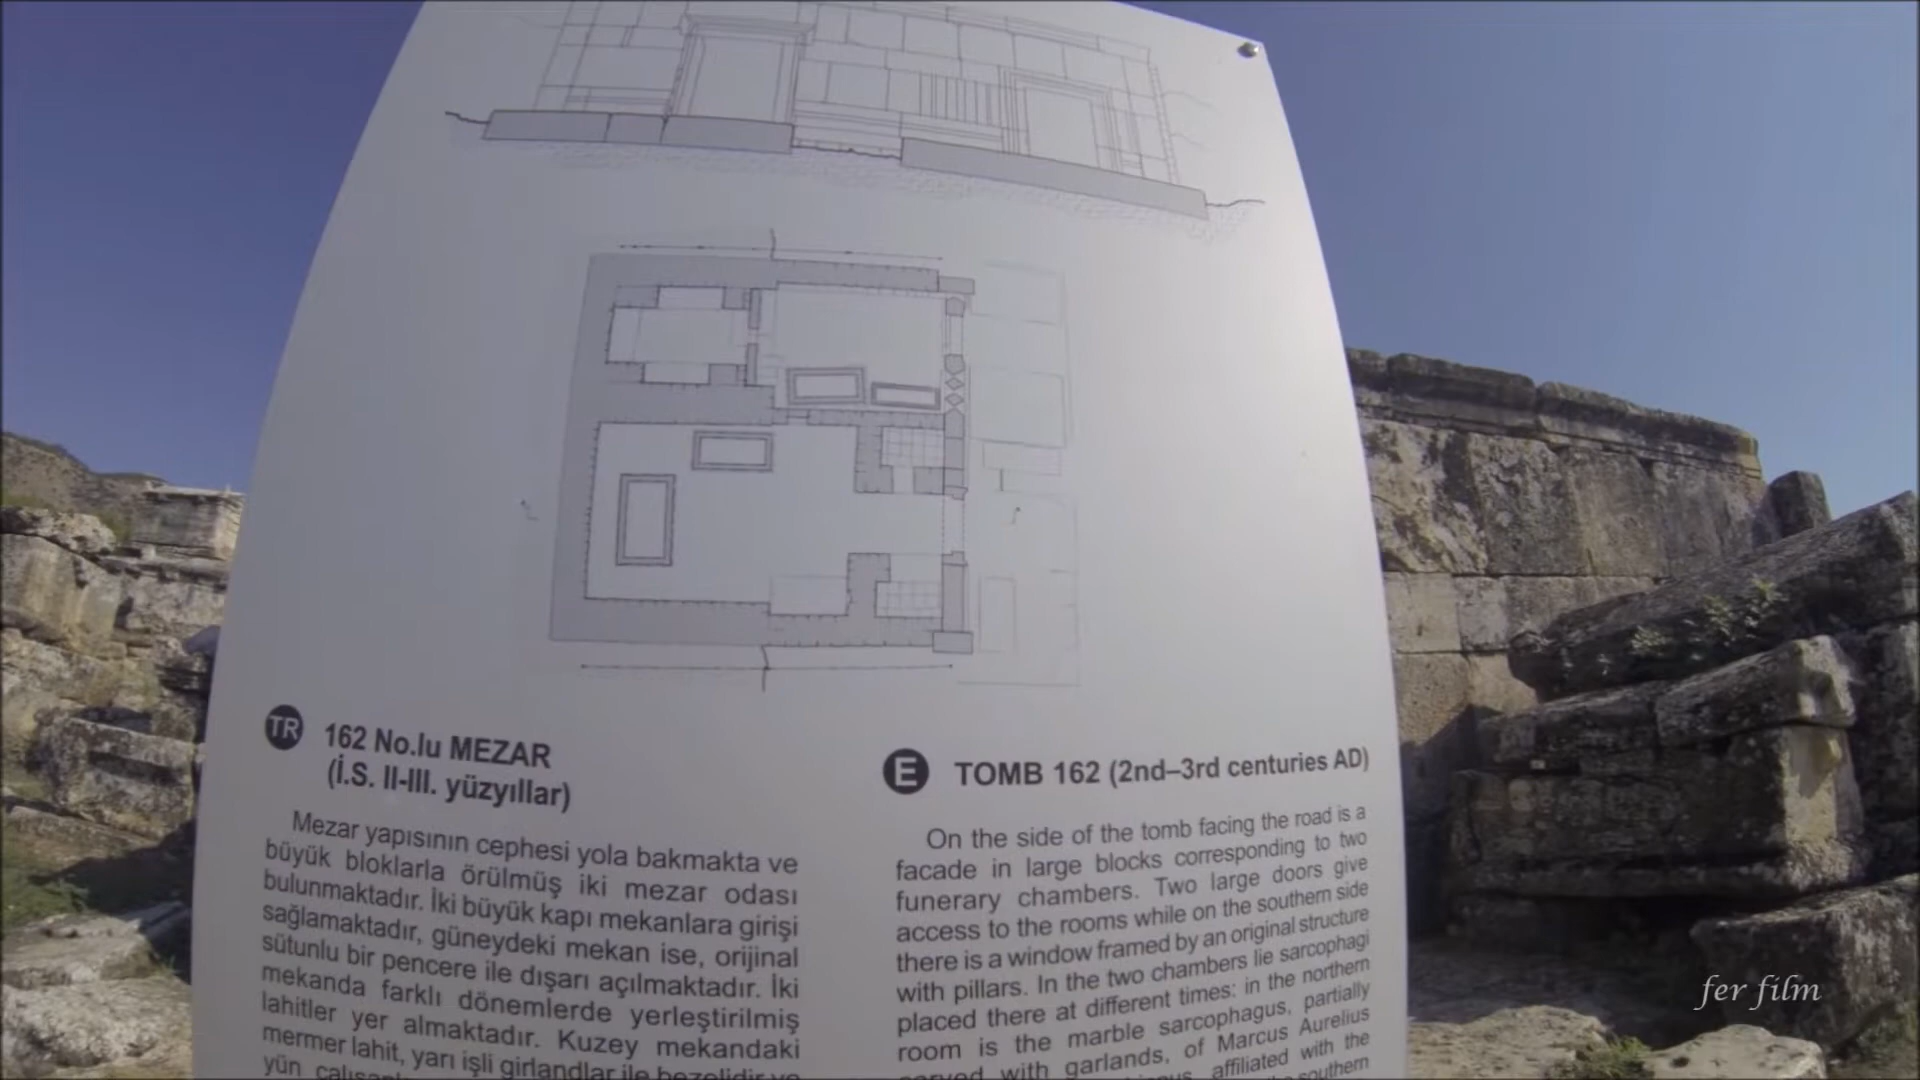 TR
162 No.lu MEZAR
(İ.S. II-III. yüzyıllar)
Mezar yapısının cephesi yola bakmakta ve
büyük bloklarla örülmüş iki mezar odası
bulunmaktadır. İki büyük kapı mekanlara girişi
sağlamaktadır, güneydeki mekan ise, orijinal
sütunlu bir pencere ile dışarı açılmaktadır. İki
mekanda farklı dönemlerde yerleştirilmiş
lahitler yer almaktadır. Kuzey mekandaki
mermer lahit, yarı işli girlandlar ile bezelidir ve
yün
E
TOMB 162 (2nd–3rd centuries AD)
On the side of the tomb facing the road is a
facade in large blocks corresponding to two
funerary chambers. Two large doors give
access to the rooms while on the southern side
there is a window framed by an original structure
with pillars. In the two chambers lie sarcophagi
placed there at different times: in the northern
room is the marble sarcophagus, partially
carved with garlands, of Marcus Aurelius
affiliated with the
southern
fer film